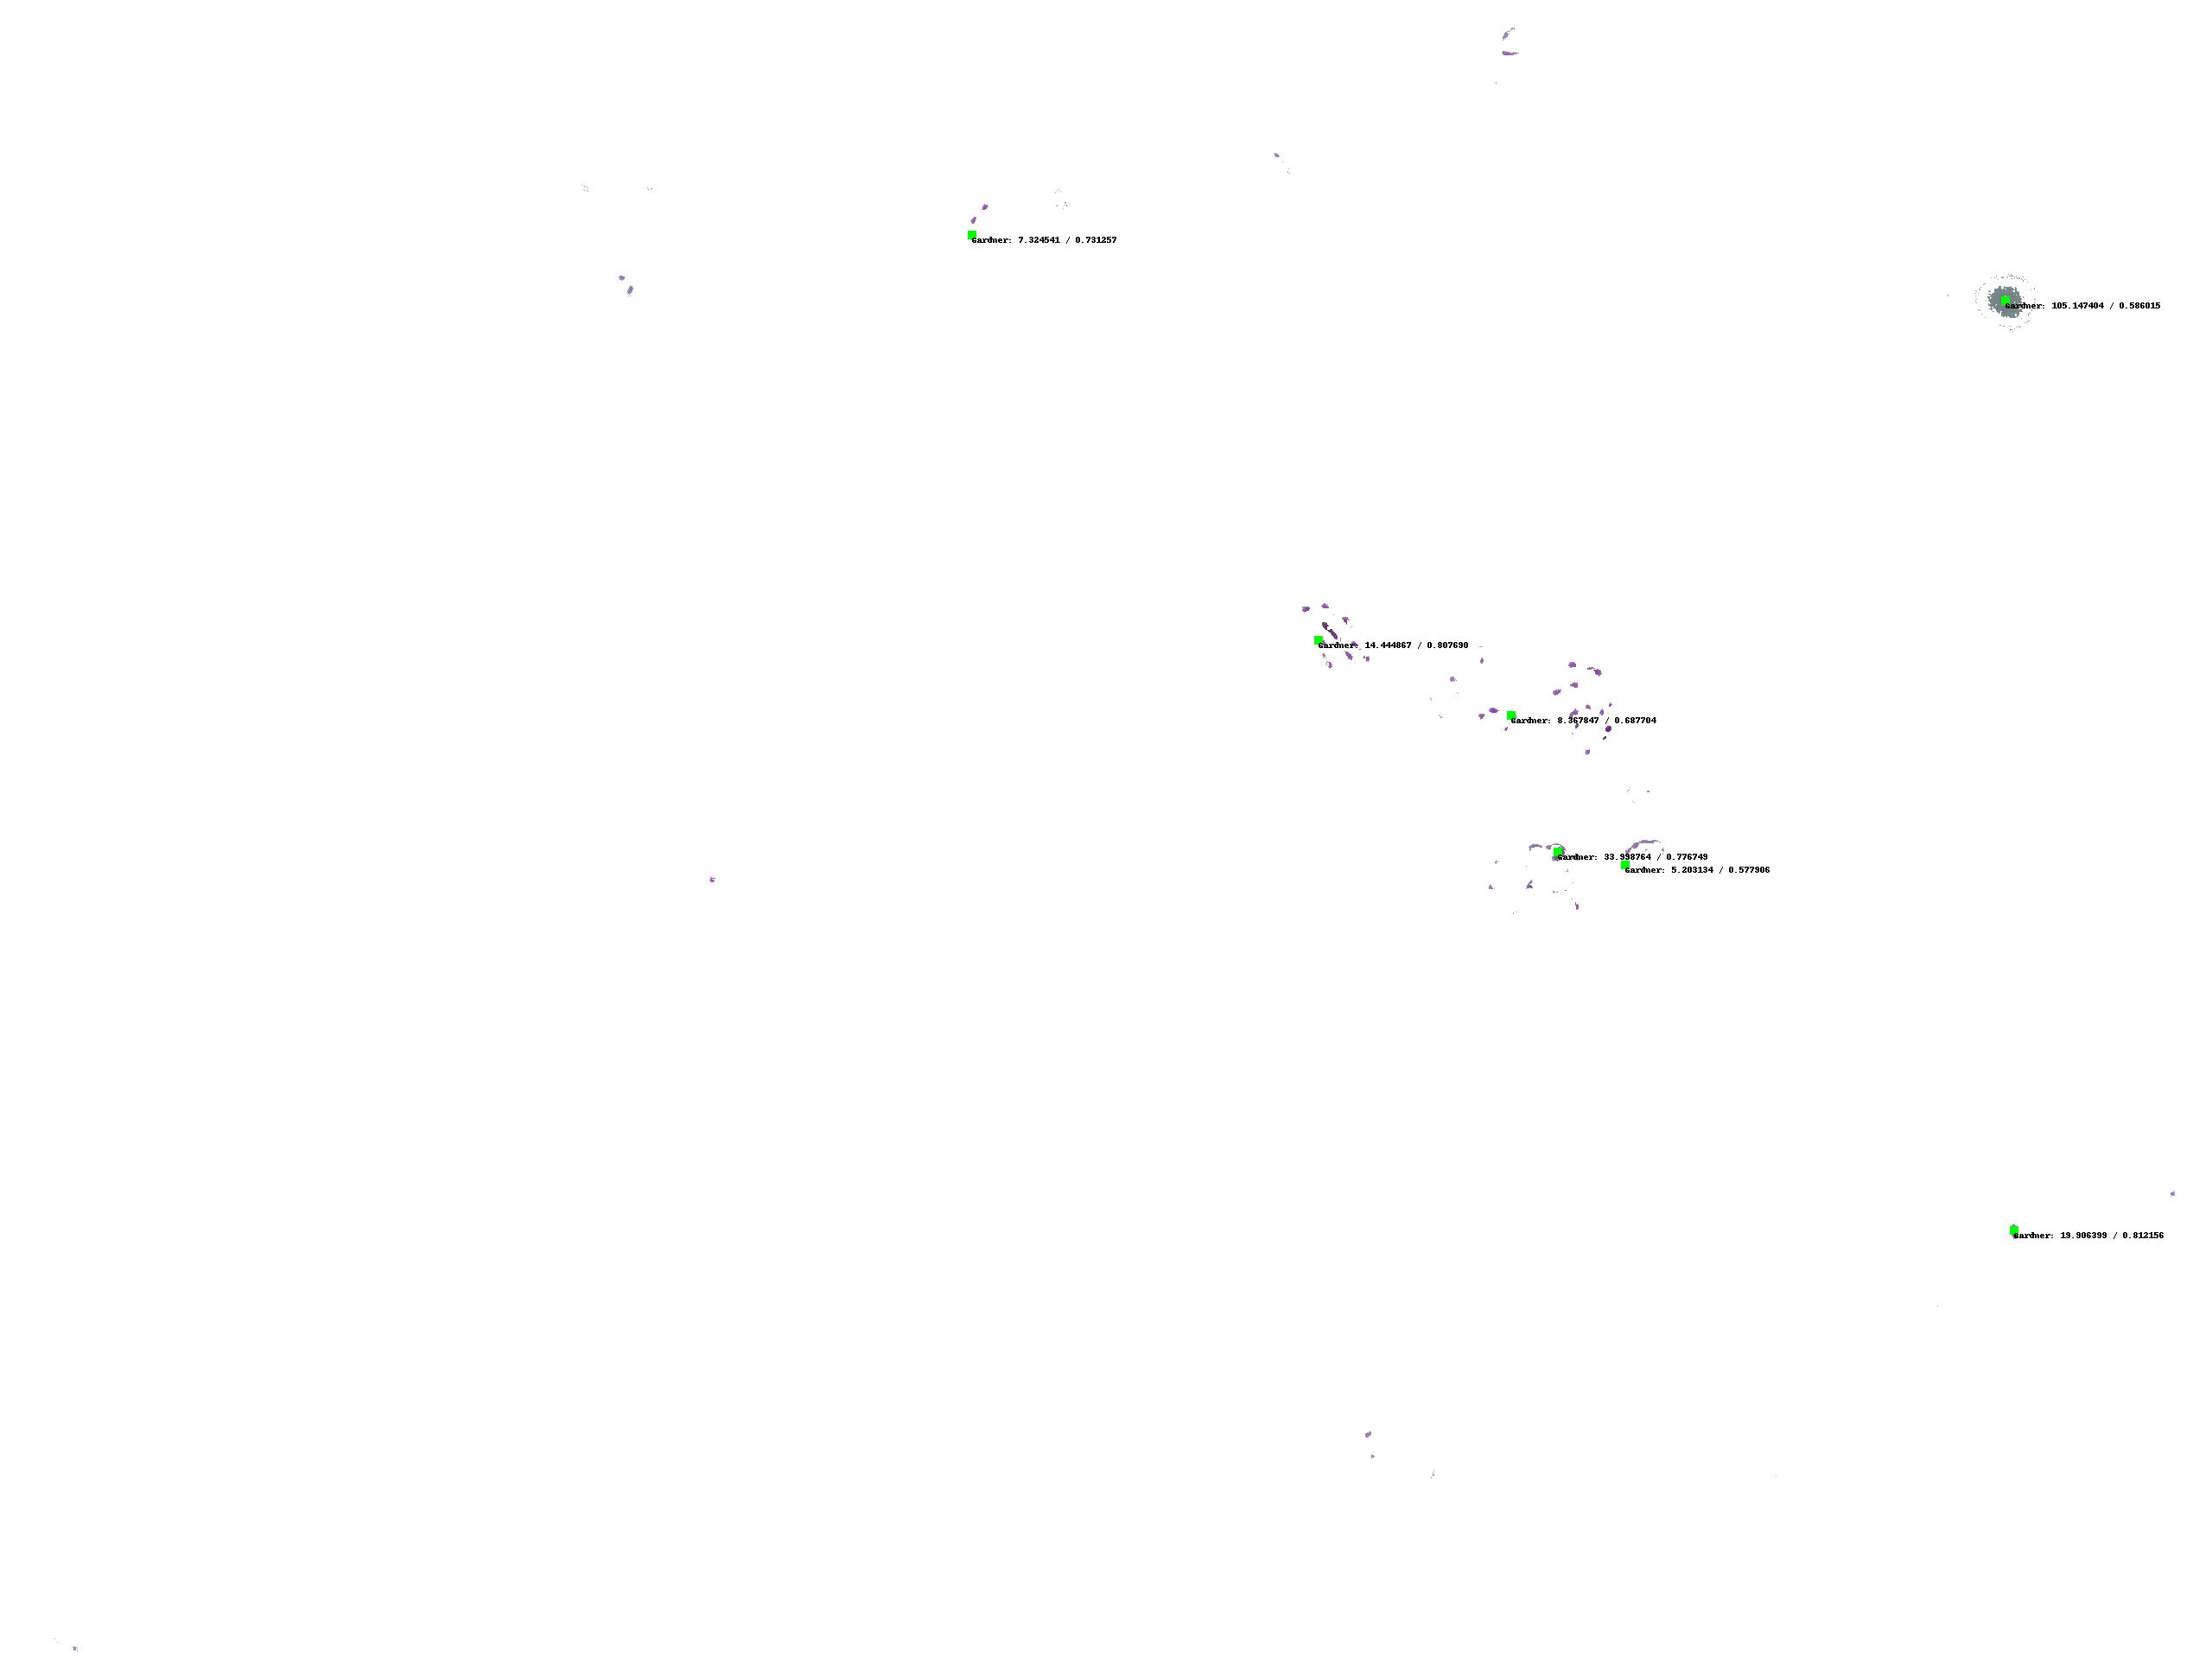 Gardner: 7.324541 / 0.731257
Gardner: 105.147404 / 0.586015
Gardner: 14.444867 / 0.807690
Gardner: 8.367847 / 0.687704
Gardner: 33.998764 / 0.776749
Gardner: 5.203134 / 0.577906
Gardner: 19.906399 / 0.812156